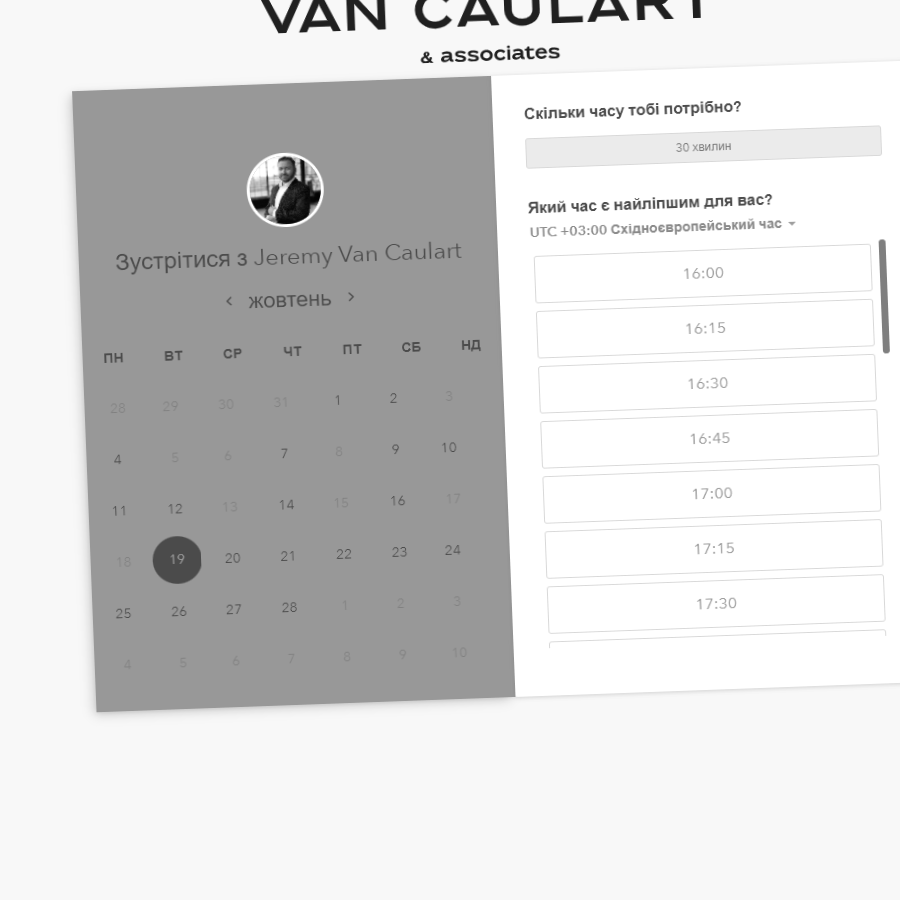 VAN CAULART
& associates
Зустрітися з Jeremy Van Caulart
‹ жовтень ›
ПН ВТ СР ЧТ ПТ СБ НД
28 29 30 31 1 2 3
4 5 6 7 8 9 10
11 12 13 14 15 16 17
18 19 20 21 22 23 24
25 26 27 28 1 2 3
4 5 6 7 8 9 10
Скільки часу тобі потрібно?
30 хвилин
Який час є найліпшим для вас?
UTC +03:00 Східноєвропейський час
16:00
16:15
16:30
16:45
17:00
17:15
17:30